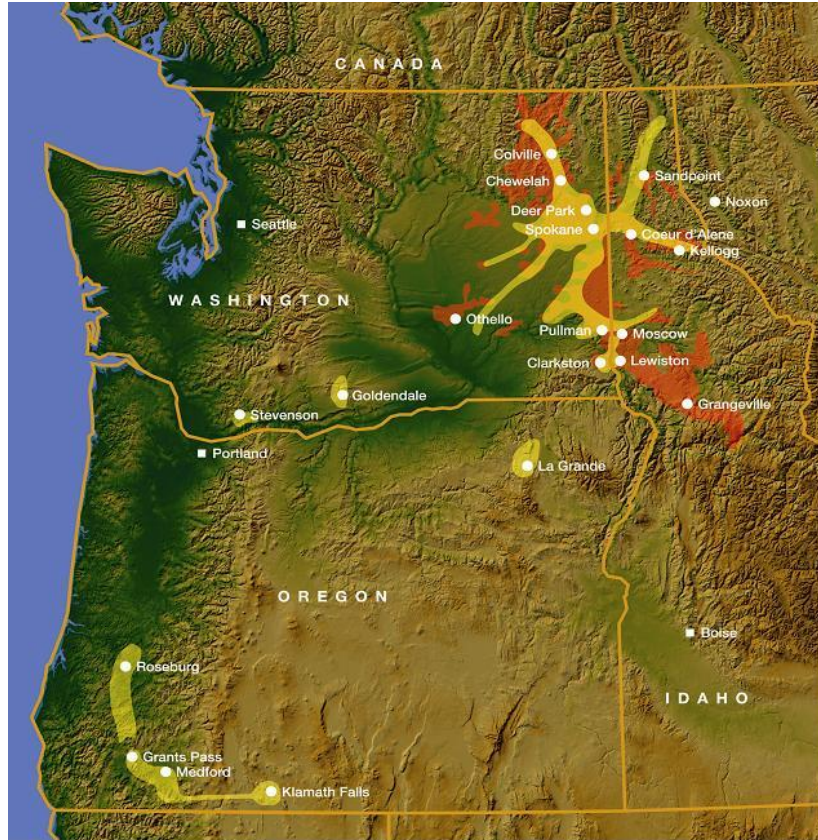 CANADA
Colville
Chewelah
Sandpoint
Noxon
Deer Park
Seattle
Spokane
Coeur d'Alene
Kellogg
WASHINGTON
Othello
Pullman
Moscow
Clarkston
Lewiston
Goldendale
Grangeville
Stevenson
Portland
La Grande
OREGON
Boise
Roseburg
IDAHO
Grants Pass
Medford
Klamath Falls